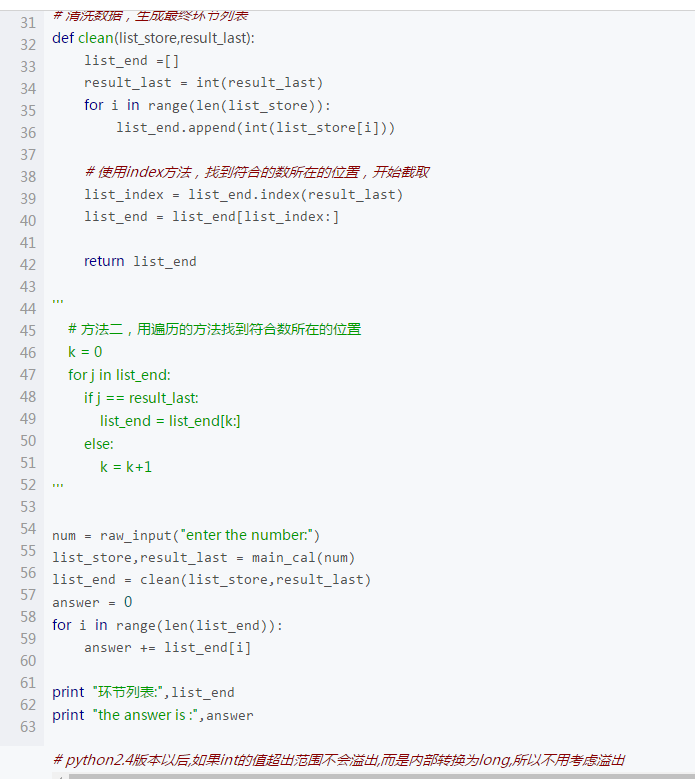 31 # 清洗数据，生成最终环节列表
32 def clean(list_store,result_last):
33     list_end =[]
34     result_last = int(result_last)
35     for i in range(len(list_store)):
36         list_end.append(int(list_store[i]))
37
38     # 使用index方法，找到符合的数所在的位置，开始截取
39     list_index = list_end.index(result_last)
40     list_end = list_end[list_index:]
41
42     return list_end
43
44 '''
45   # 方法二，用遍历的方法找到符合数所在的位置
46   k = 0
47   for j in list_end:
48     if j == result_last:
49       list_end = list_end[k:]
50     else:
51       k = k+1
52 '''
53
54 num = raw_input("enter the number:")
55 list_store,result_last = main_cal(num)
56 list_end = clean(list_store,result_last)
57 answer = 0
58 for i in range(len(list_end)):
59     answer += list_end[i]
60
61 print "环节列表:",list_end
62 print "the answer is :",answer
63
# python2.4版本以后,如果int的值超出范围不会溢出,而是内部转换为long,所以不用考虑溢出